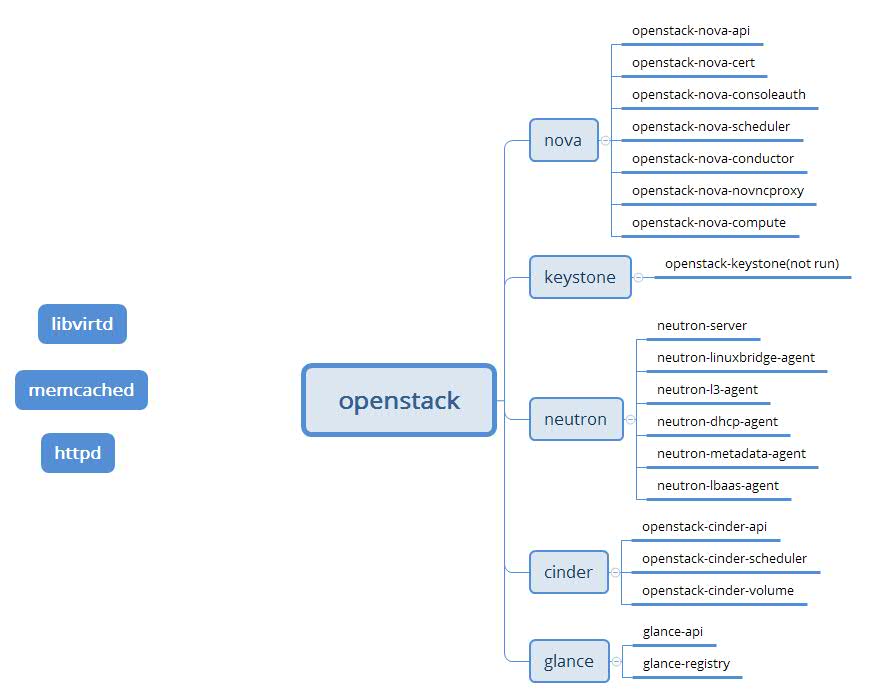 libvirtd
memcached
httpd
openstack
nova
openstack-nova-api
openstack-nova-cert
openstack-nova-consoleauth
openstack-nova-scheduler
openstack-nova-conductor
openstack-nova-novncproxy
openstack-nova-compute
keystone
openstack-keystone(not run)
neutron
neutron-server
neutron-linuxbridge-agent
neutron-l3-agent
neutron-dhcp-agent
neutron-metadata-agent
neutron-lbaas-agent
cinder
openstack-cinder-api
openstack-cinder-scheduler
openstack-cinder-volume
glance
glance-api
glance-registry